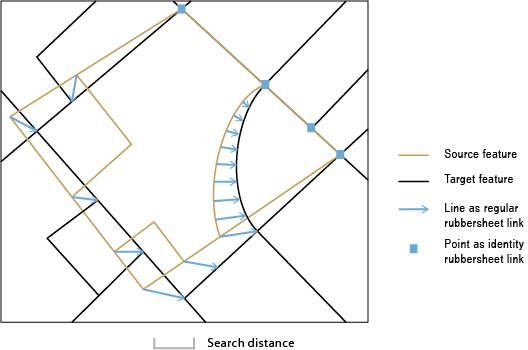 Source feature
Target feature
Line as regular
rubbersheet link
Point as identity
rubbersheet link
Search distance